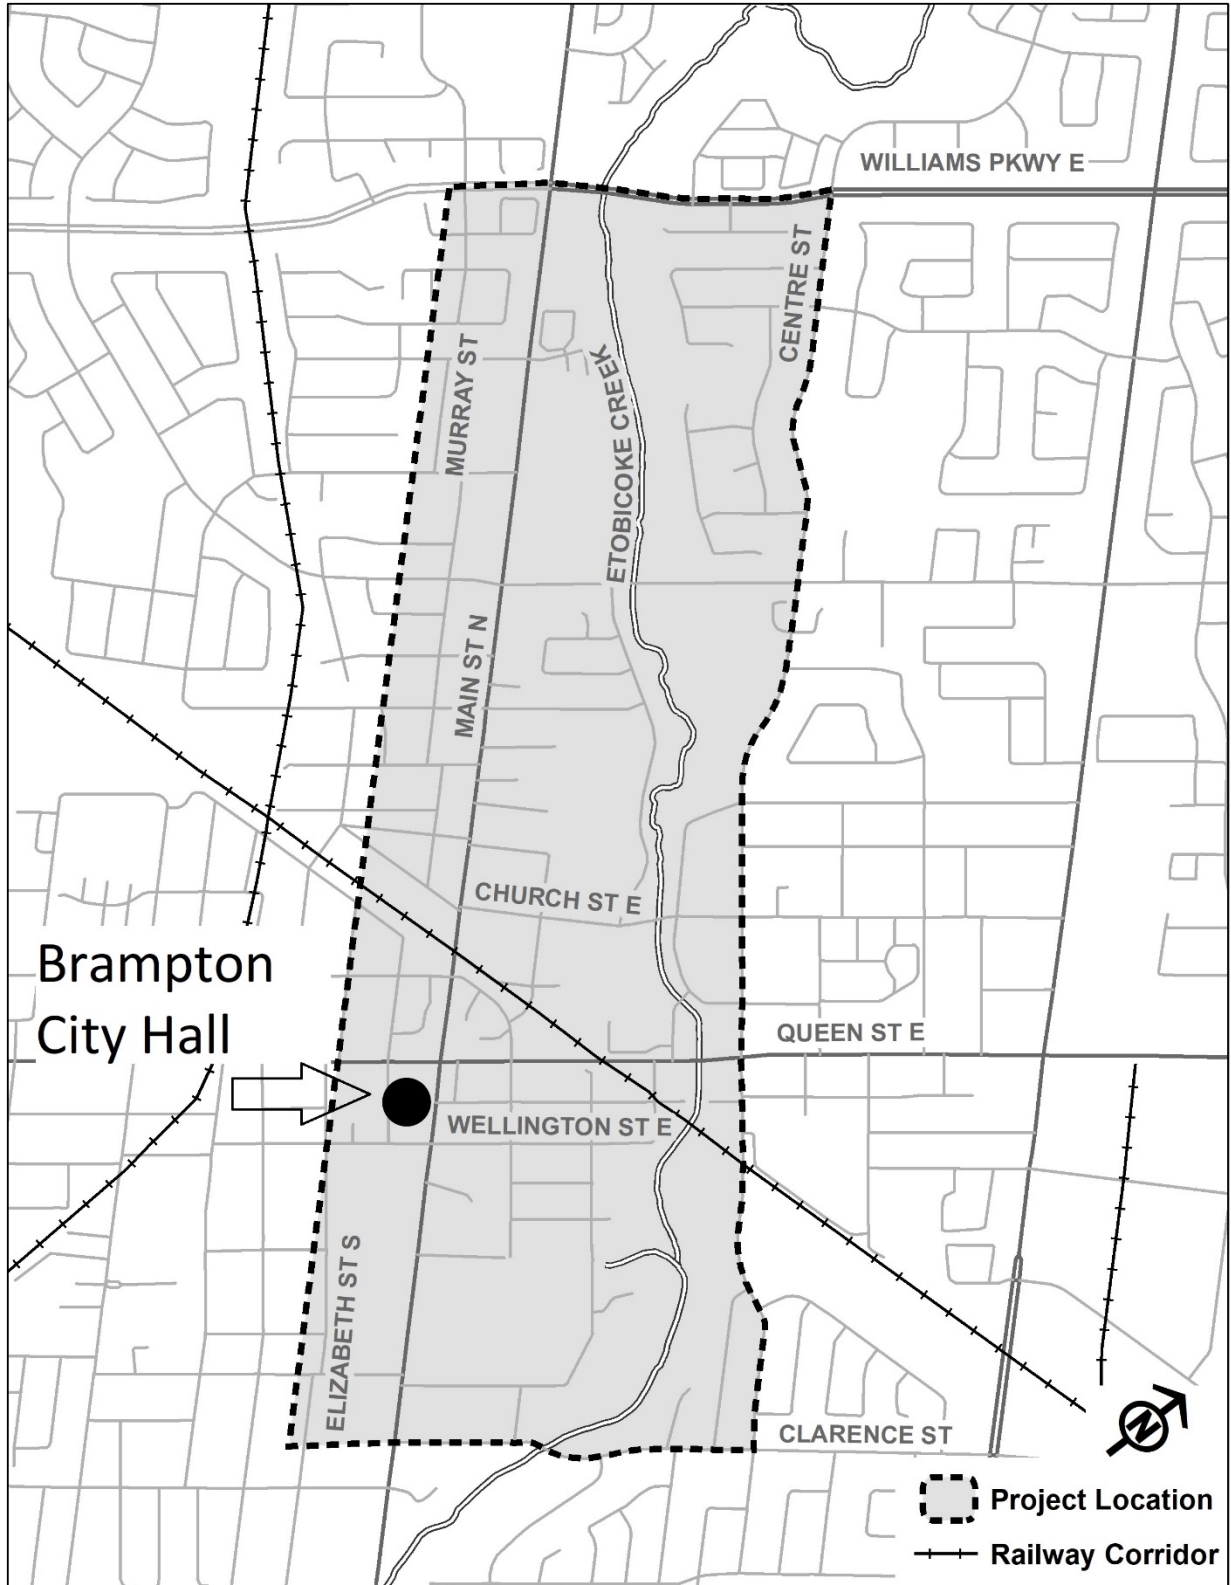 WILLIAMS PKWY E
CENTRE ST
MURRAY ST
ETOBICOKE CREEK
MAIN ST N
CHURCH ST E
Brampton
City Hall
QUEEN ST E
WELLINGTON ST E
ELIZABETH ST S
CLARENCE ST
N
Project Location
Railway Corridor